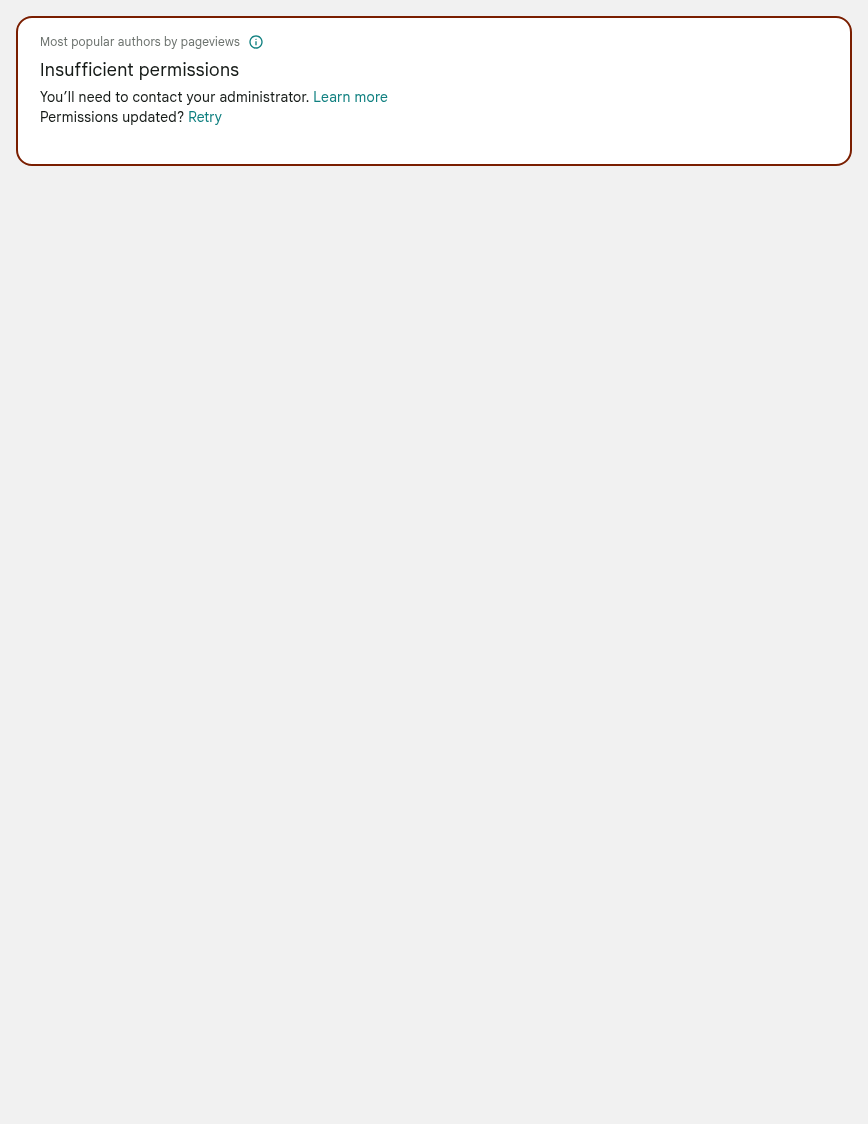 Most popular authors by pageviews
Insufficient permissions
You’ll need to contact your administrator. Learn more
Permissions updated? Retry